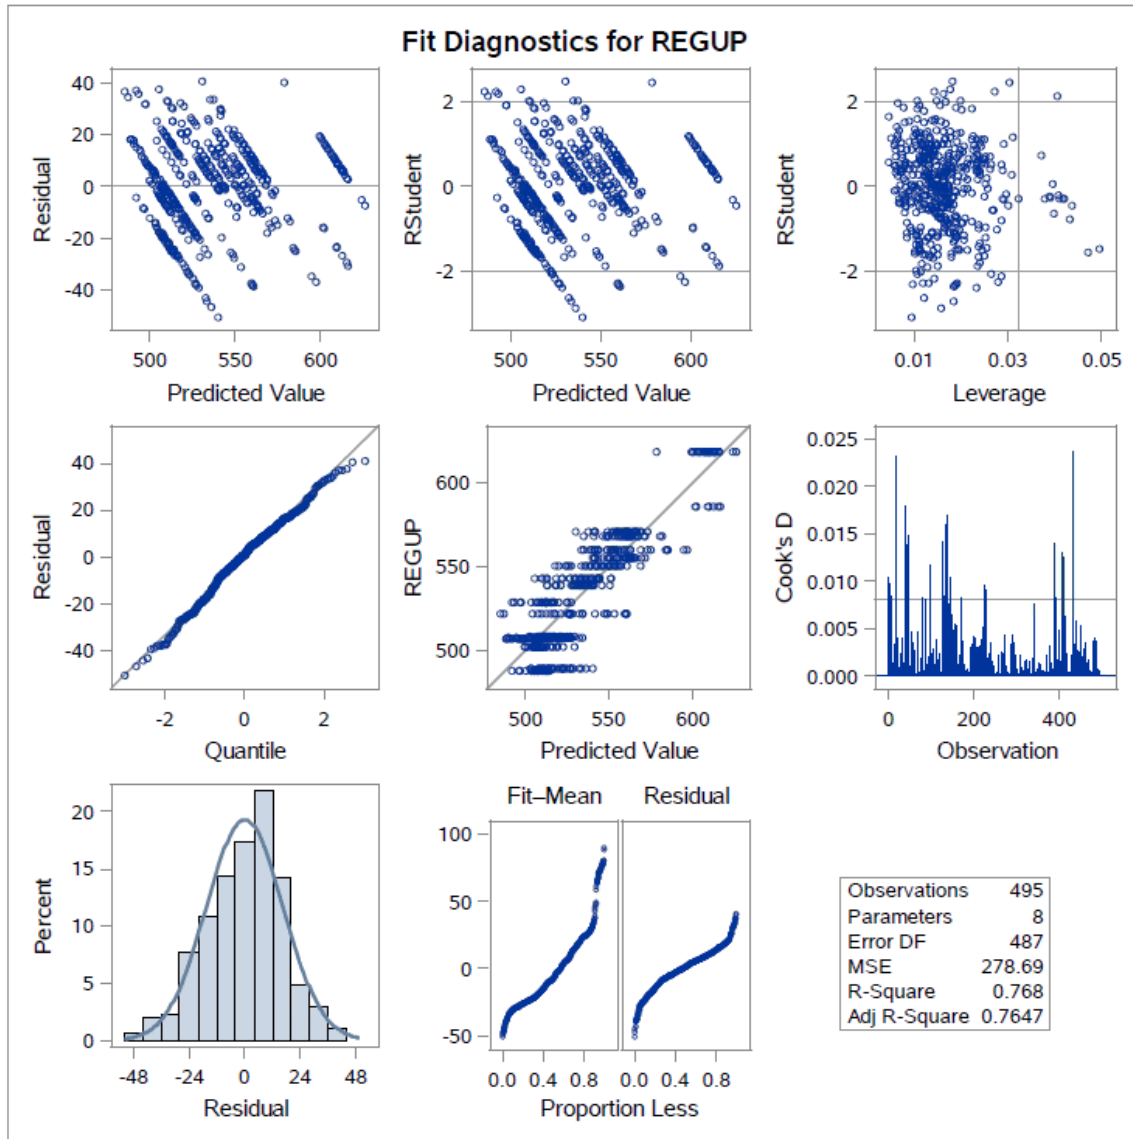 Fit Diagnostics for REGUP
40
20
0
-20
-40
Residual
500 550 600
Predicted Value
2
0
-2
RStudent
500 550 600
Predicted Value
2
0
-2
RStudent
0.01 0.03 0.05
Leverage
40
20
0
-20
-40
Residual
-2 0 2
Quantile
600
550
500
REGUP
500 550 600
Predicted Value
0.025
0.020
0.015
0.010
0.005
0.000
Cook's D
0 200 400
Observation
20
15
10
5
0
Percent
-48 -24 0 24 48
Residual
Fit–Mean Residual
100
50
0
-50
0.0 0.4 0.8 0.0 0.4 0.8
Proportion Less
Observations 495
Parameters 8
Error DF 487
MSE 278.69
R-Square 0.768
Adj R-Square 0.7647